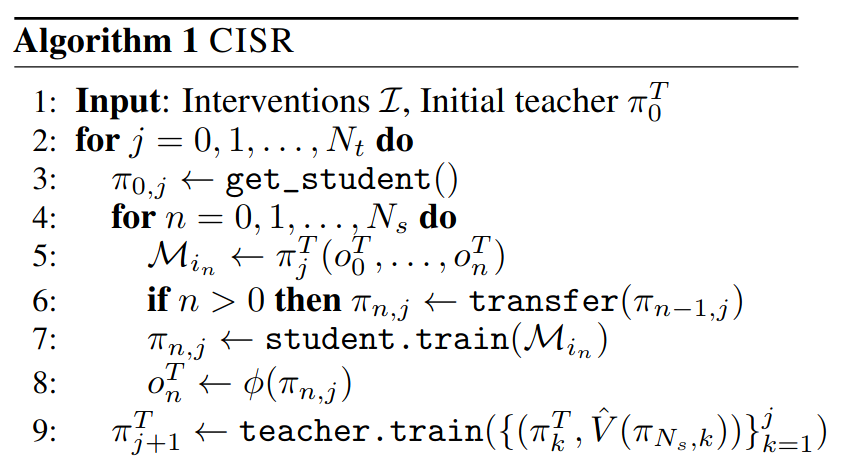 Algorithm 1 CISR
1: Input: Interventions $\mathcal{I}$, Initial teacher $\pi_0^T$
2: for $j = 0, 1, \ldots, N_t$ do
3: $\pi_{0,j} \leftarrow$ get_student()
4: for $n = 0, 1, \ldots, N_s$ do
5: $\mathcal{M}_{i_n} \leftarrow \pi_j^T(o_0^T, \ldots, o_n^T)$
6: if $n > 0$ then $\pi_{n,j} \leftarrow$ transfer($\pi_{n-1,j}$)
7: $\pi_{n,j} \leftarrow$ student.train($\mathcal{M}_{i_n}$)
8: $o_n^T \leftarrow \phi(\pi_{n,j})$
9: $\pi_{j+1}^T \leftarrow$ teacher.train($\{(\pi_k^T, \hat{V}(\pi_{N_s,k}))\}_{k=1}^j$)